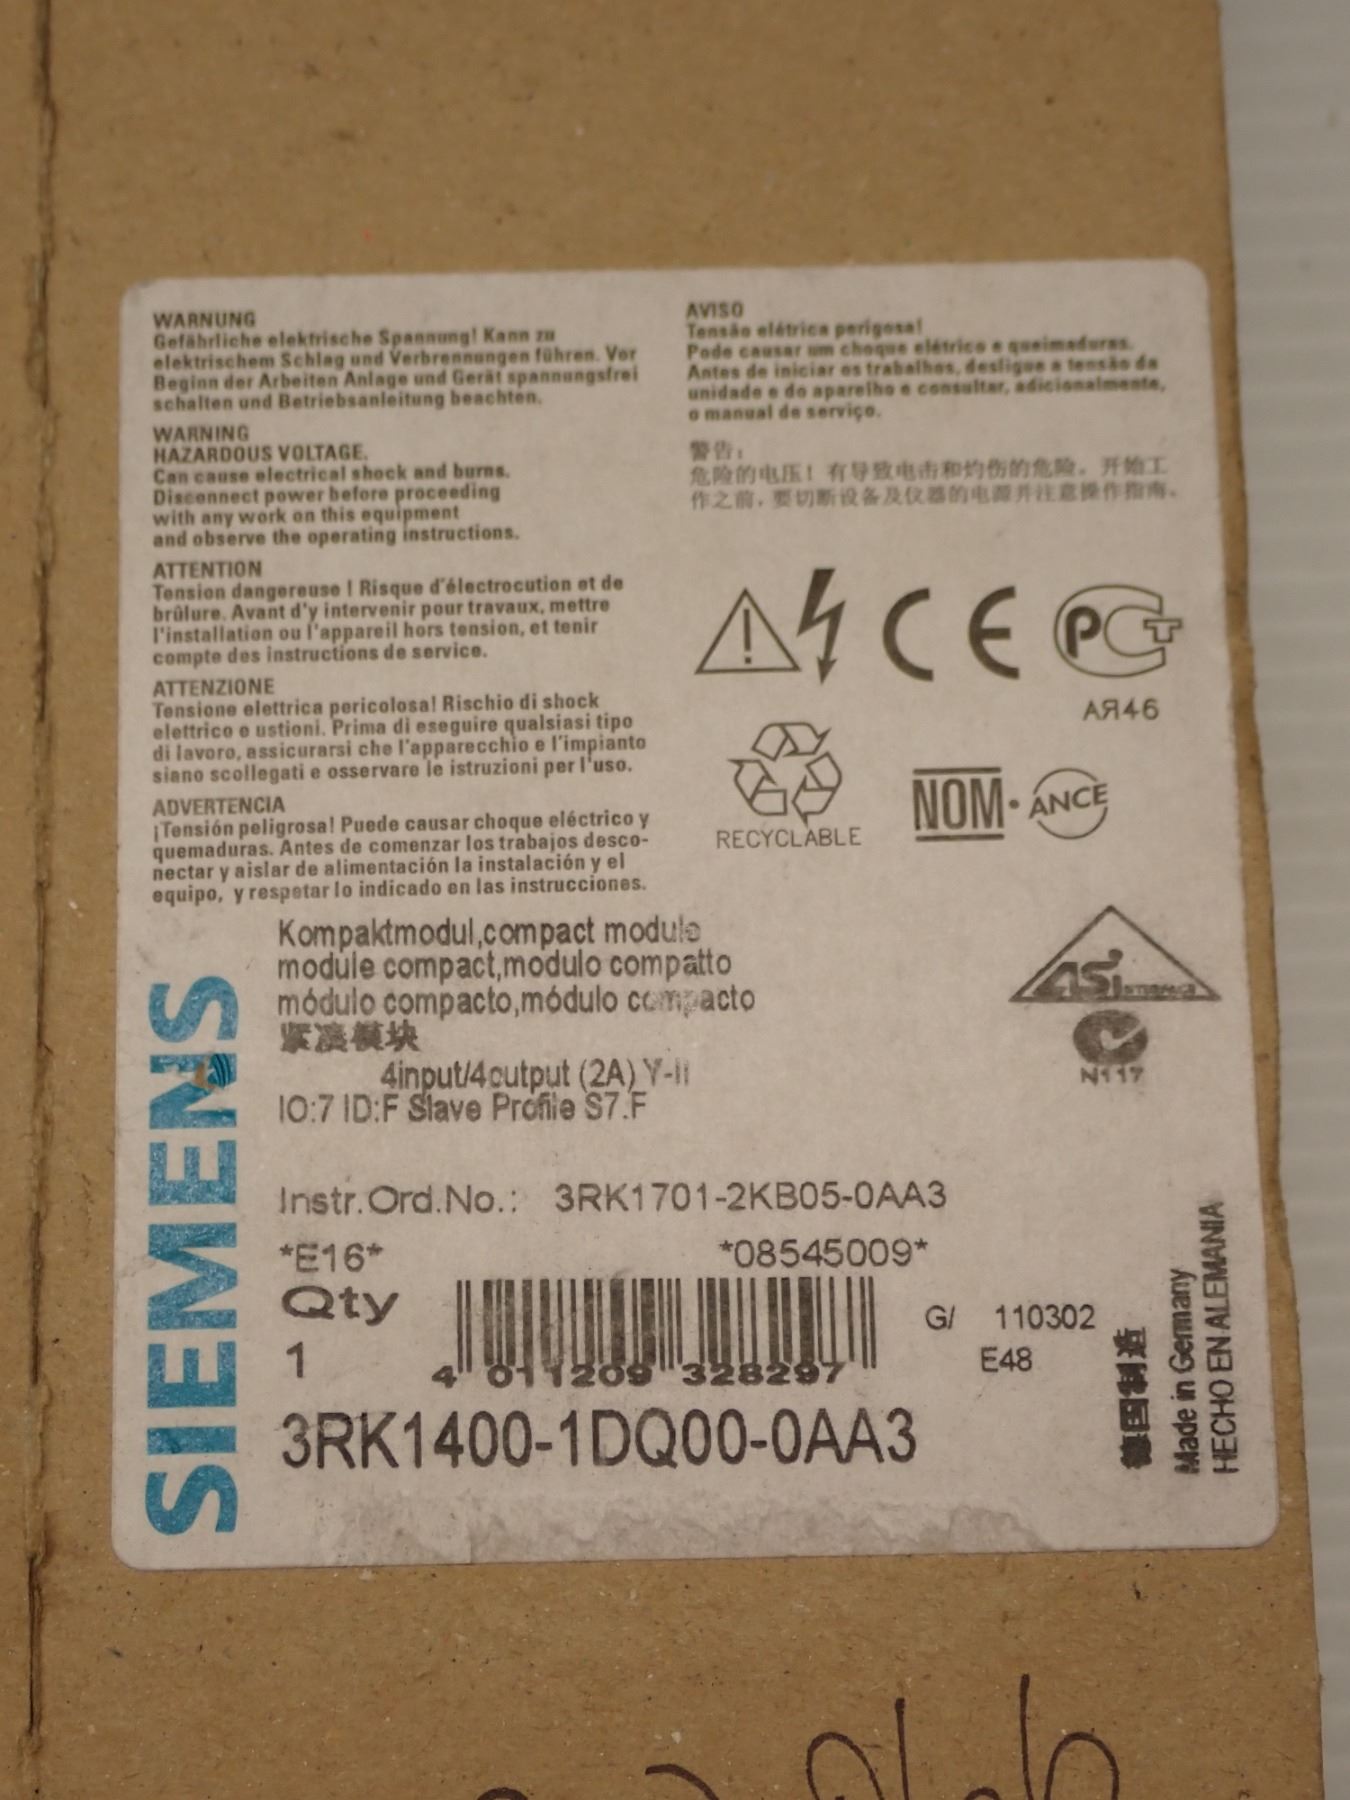 WARNUNG
Gefährliche elektrische Spannung! Kann zu
elektrischem Schlag und Verbrennungen führen. Vor
Beginn der Arbeiten Anlage und Gerät spannungsfrei
schalten und Betriebsanleitung beachten.
WARNING
HAZARDOUS VOLTAGE.
Can cause electrical shock and burns.
Disconnect power before proceeding
with any work on this equipment
and observe the operating instructions.
ATTENTION
Tension dangereuse ! Risque d'électrocution et de
brûlure. Avant d'y intervenir pour travaux, mettre
l'installation ou l'appareil hors tension, et tenir
compte des instructions de service.
ATTENZIONE
Tensione elettrica pericolosa! Rischio di shock
elettrico e ustioni. Prima di eseguire qualsiasi tipo
di lavoro, assicurarsi che l'apparecchio e l'impianto
siano scollegati e osservare le istruzioni per l'uso.
ADVERTENCIA
¡Tensión peligrosa! Puede causar choque eléctrico y
quemaduras. Antes de comenzar los trabajos desco-
nectar y aislar de alimentación la instalación y el
equipo, y respetar lo indicado en las instrucciones.
AVISO
Tensão elétrica perigosa!
Pode causar um choque elétrico e queimaduras.
Antes de iniciar os trabalhos, desligue a tensão da
unidade e do aparelho e consultar, adicionalmente,
o manual de serviço.
警告：
危险的电压！有导致电击和灼伤的危险。开始工
作之前，要切断设备及仪器的电源并注意操作指南。
CE
РСТ
АЯ46
RECYCLABLE
NOM·ANCE
Kompaktmodul,compact module
module compact,modulo compatto
módulo compacto,módulo compacto
紧凑模块
4input/4output (2A) Y-II
IO:7 ID:F Slave Profile S7.F
ASINTERFACE
N117
SIEMENS
Instr.Ord.No.: 3RK1701-2KB05-0AA3
*E16* *08545009*
Qty
1
4 011209 328297
G/ 110302
E48
3RK1400-1DQ00-0AA3
德国制造
Made in Germany
HECHO EN ALEMANIA